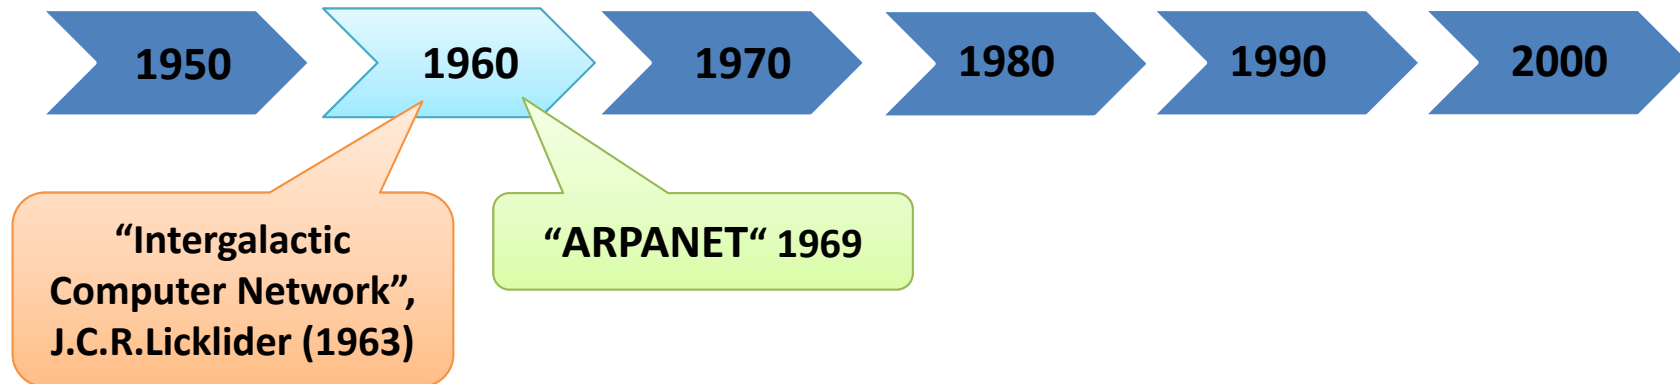 1950
1960
1970
1980
1990
2000
“Intergalactic
Computer Network”,
J.C.R.Licklider (1963)
“ARPANET“ 1969